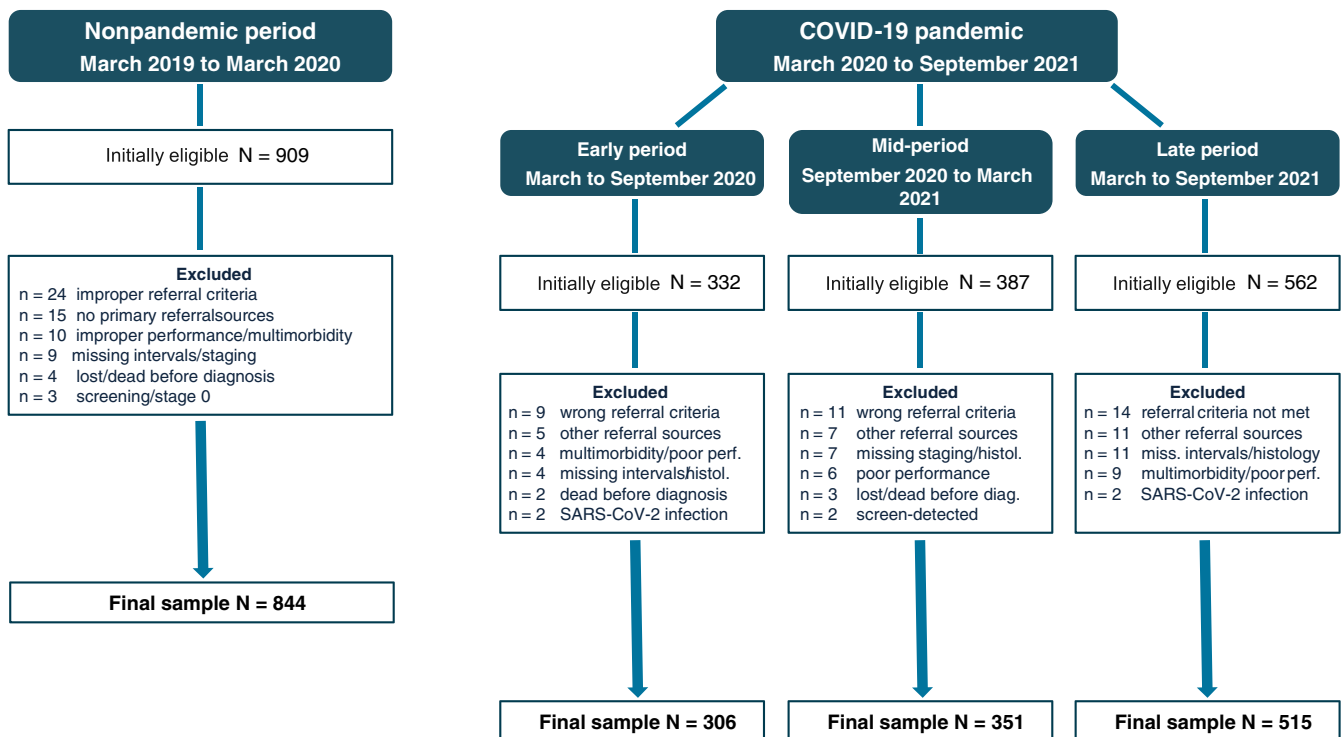 Nonpandemic period
March 2019 to March 2020
Initially eligible N = 909
Excluded
n = 24 improper referral criteria
n = 15 no primary referralsources
n = 10 improper performance/multimorbidity
n = 9 missing intervals/staging
n = 4 lost/dead before diagnosis
n = 3 screening/stage 0
Final sample N = 844
COVID-19 pandemic
March 2020 to September 2021
Early period
March to September 2020
Initially eligible N = 332
Excluded
n = 9 wrong referral criteria
n = 5 other referral sources
n = 4 multimorbidity/poor perf.
n = 4 missing intervals/histol.
n = 2 dead before diagnosis
n = 2 SARS-CoV-2 infection
Final sample N = 306
Mid-period
September 2020 to March
2021
Initially eligible N = 387
Excluded
n = 11 wrong referral criteria
n = 7 other referral sources
n = 7 missing staging/histol.
n = 6 poor performance
n = 3 lost/dead before diag.
n = 2 screen-detected
Final sample N = 351
Late period
March to September 2021
Initially eligible N = 562
Excluded
n = 14 referral criteria not met
n = 11 other referral sources
n = 11 miss. intervals/histology
n = 9 multimorbidity/poor perf.
n = 2 SARS-CoV-2 infection
Final sample N = 515